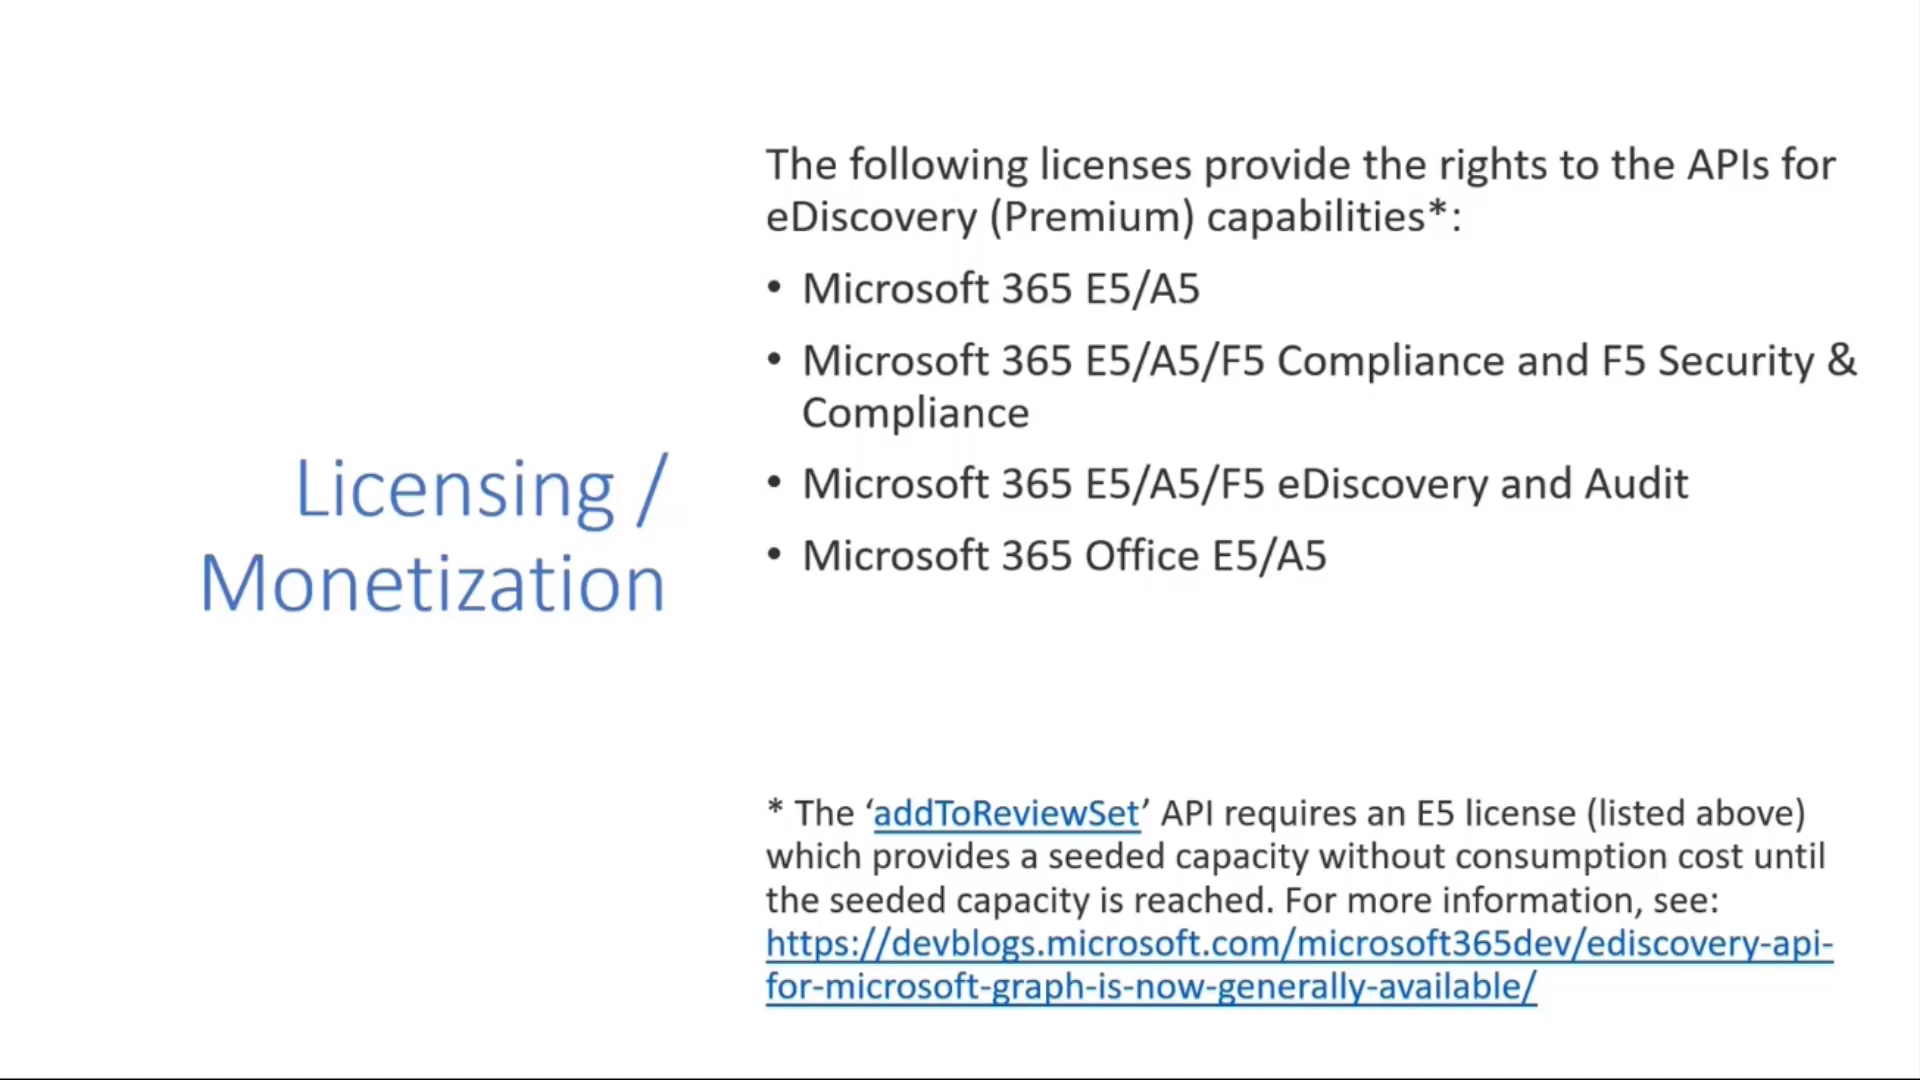 Licensing /
Monetization
The following licenses provide the rights to the APIs for
eDiscovery (Premium) capabilities*:
• Microsoft 365 E5/A5
• Microsoft 365 E5/A5/F5 Compliance and F5 Security &
Compliance
• Microsoft 365 E5/A5/F5 eDiscovery and Audit
• Microsoft 365 Office E5/A5
* The ‘addToReviewSet’ API requires an E5 license (listed above)
which provides a seeded capacity without consumption cost until
the seeded capacity is reached. For more information, see:
https://devblogs.microsoft.com/microsoft365dev/ediscovery-api-
for-microsoft-graph-is-now-generally-available/